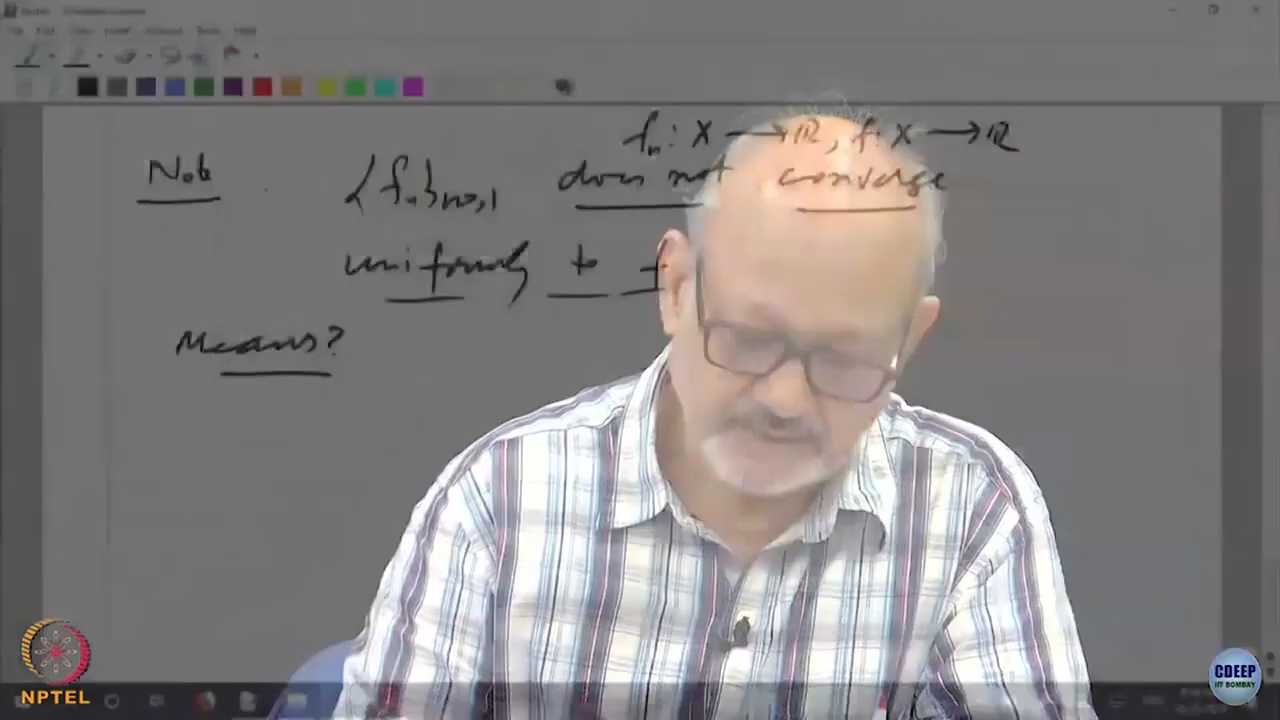 fₙ: X → ℝ, f: X → ℝ
Note {fₙ}ₙ≥₁ does not converge
uniformly to f
Means?
NPTEL
CDEEP
IIT BOMBAY